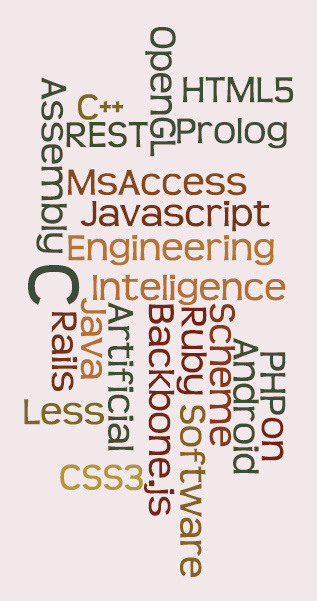 OpenGL
HTML5
Assembly
C++
REST
Prolog
MsAccess
Javascript
Engineering
C
Inteligence
Java
Rails
Artificial
Backbone.js
Ruby
Scheme
Android
PHP
on
Less
Software
CSS3